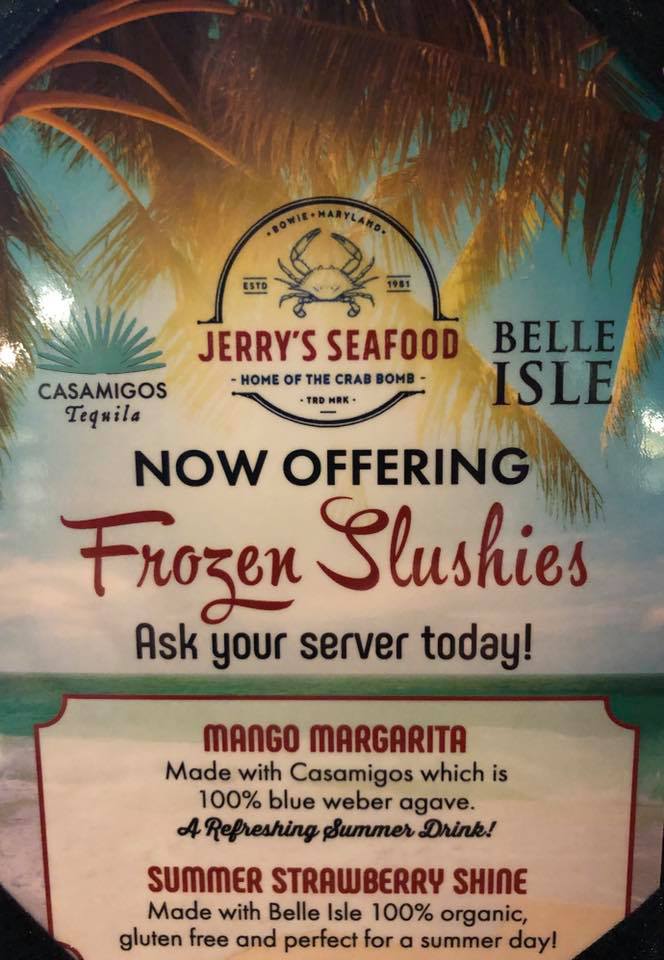 • BOWIE • MARYLAND •
ESTD 1981
JERRY'S SEAFOOD
- HOME OF THE CRAB BOMB -
• TRD MRK •
CASAMIGOS
Tequila
BELLE
ISLE
NOW OFFERING
Frozen Slushies
Ask your server today!
MANGO MARGARITA
Made with Casamigos which is
100% blue weber agave.
A Refreshing Summer Drink!
SUMMER STRAWBERRY SHINE
Made with Belle Isle 100% organic,
gluten free and perfect for a summer day!